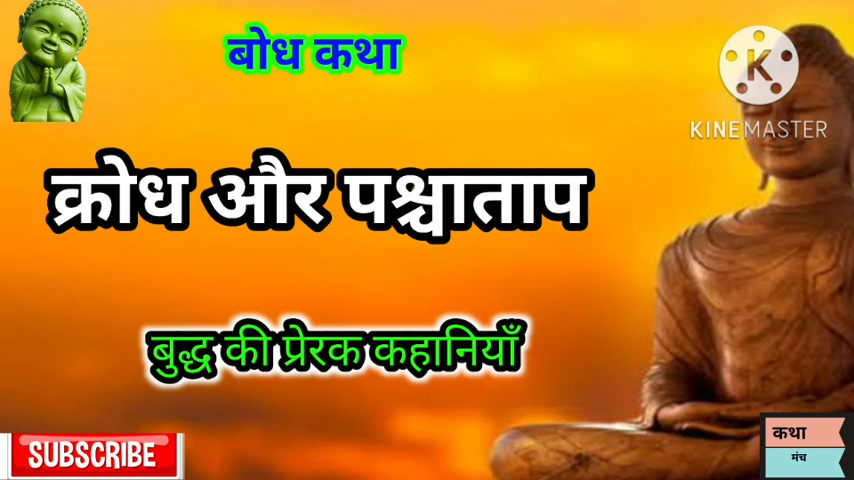 बोध कथा
K
KINEMASTER
क्रोध और पश्चाताप
बुद्ध की प्रेरक कहानियाँ
SUBSCRIBE
कथा
मंच